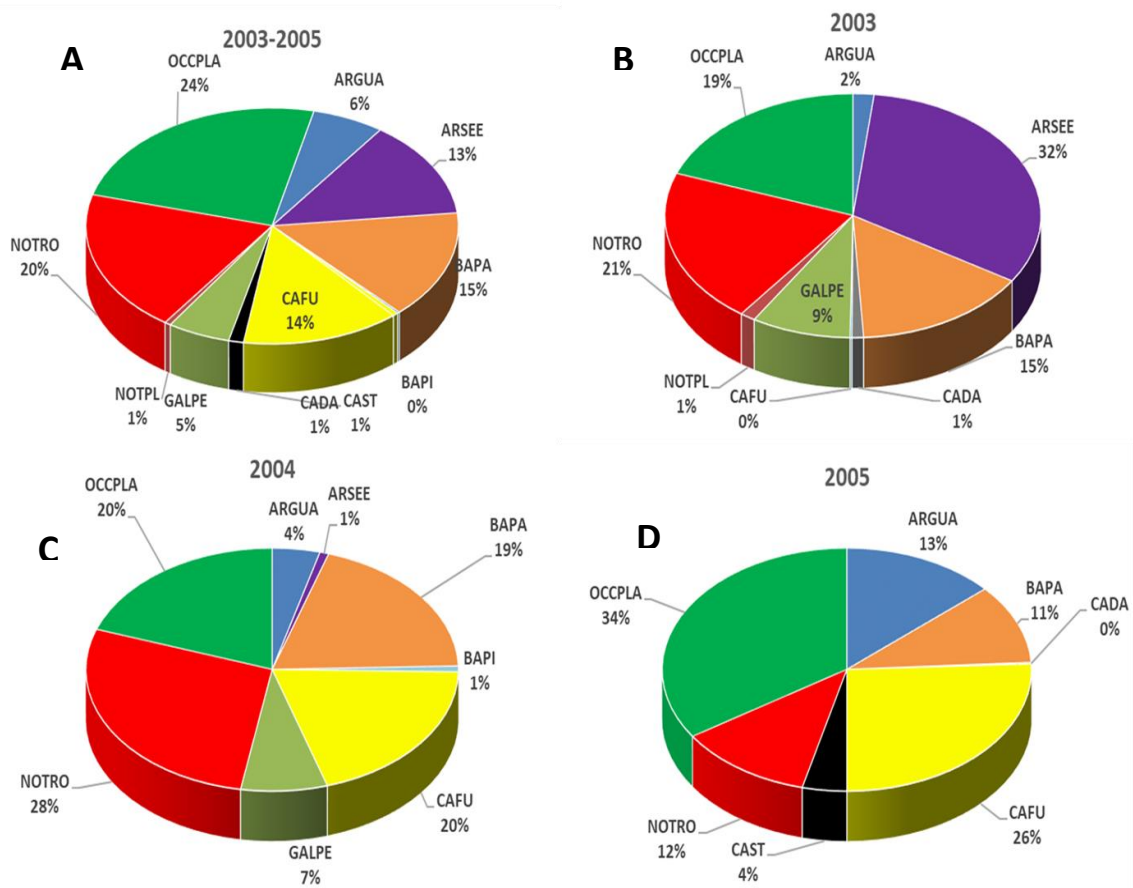 A
2003-2005
OCCPLA
24%
ARGUA
6%
ARSEE
13%
BAPA
15%
BAPI
0%
CAST
1%
CADA
1%
CAFU
14%
GALPE
5%
NOTPL
1%
NOTRO
20%
B
2003
OCCPLA
19%
ARGUA
2%
ARSEE
32%
BAPA
15%
CADA
1%
CAFU
0%
GALPE
9%
NOTPL
1%
NOTRO
21%
C
2004
OCCPLA
20%
ARGUA
4%
ARSEE
1%
BAPA
19%
BAPI
1%
CAFU
20%
GALPE
7%
NOTRO
28%
D
2005
OCCPLA
34%
ARGUA
13%
BAPA
11%
CADA
0%
CAFU
26%
CAST
4%
NOTRO
12%